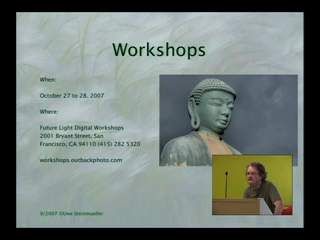 Workshops
When:
October 27 to 28. 2007
Where:
Future Light Digital Workshops
2001 Bryant Street, San
Francisco, CA 94110 (415) 282 5320
workshops.outbackphoto.com
9/2007 ©Uwe Steinmueller